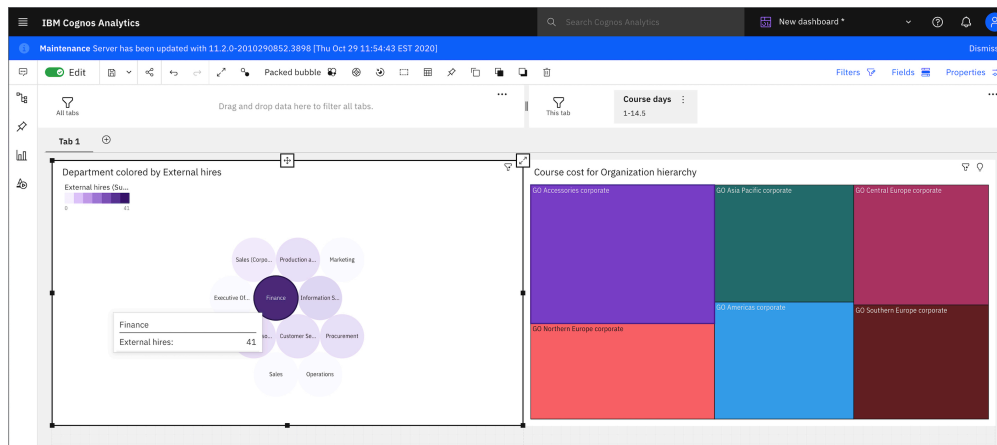 IBM Cognos Analytics
Search Cognos Analytics
New dashboard *
Maintenance Server has been updated with 11.2.0-2010290852.3898 [Thu Oct 29 11:54:43 EST 2020]
Dismiss
Edit
Packed bubble
Filters
Fields
Properties
All tabs
Drag and drop data here to filter all tabs.
This tab
Course days
1-14.5
Tab 1
Department colored by External hires
External hires (Su...
0
41
Sales (Corpo...
Production a...
Marketing
Executive Of...
Finance
Information S...
Finance
External hires:
41
Customer Se...
Procurement
Sales
Operations
Course cost for Organization hierarchy
GO Accessories corporate
GO Asia Pacific corporate
GO Central Europe corporate
GO Americas corporate
GO Southern Europe corporate
GO Northern Europe corporate